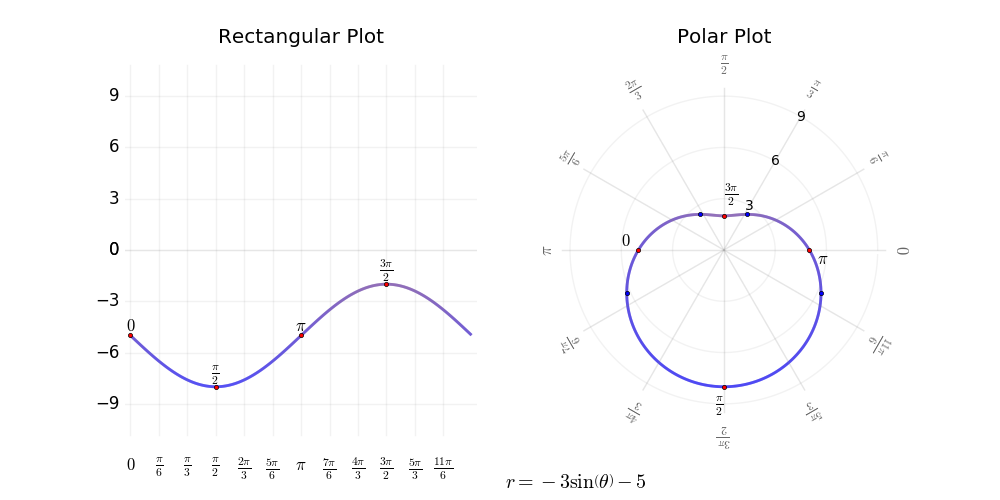 Rectangular Plot
9
6
3
0
−3
−6
−9
0
π/2
π
3π/2
0 π/6 π/3 π/2 2π/3 5π/6 π 7π/6 4π/3 3π/2 5π/3 11π/6
Polar Plot
π/2
2π/3 π/3
9
5π/6 6 π/6
3π/2
3
π 0 π 0
7π/6 11π/6
π/2
4π/3 5π/3
3π/2
r = −3sin(θ) − 5